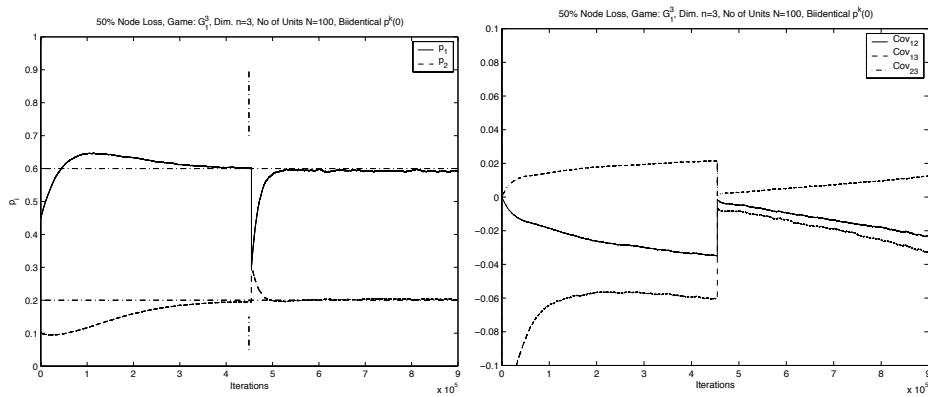 50% Node Loss, Game: G₁³, Dim. n=3, No of Units N=100, Biidentical pᵏ(0)
p₁
p₂
pᵢ
1
0.9
0.8
0.7
0.6
0.5
0.4
0.3
0.2
0.1
0
0 1 2 3 4 5 6 7 8 9
Iterations
x 10⁵
50% Node Loss, Game: G₁³, Dim. n=3, No of Units N=100, Biidentical pᵏ(0)
Cov₁₂
Cov₁₃
Cov₂₃
0.1
0.08
0.06
0.04
0.02
0
−0.02
−0.04
−0.06
−0.08
−0.1
0 1 2 3 4 5 6 7 8 9
Iterations
x 10⁵